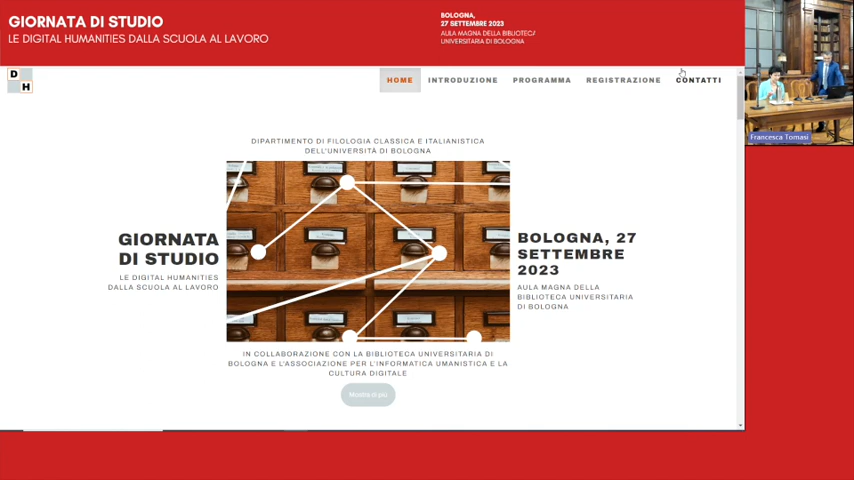 GIORNATA DI STUDIO
LE DIGITAL HUMANITIES DALLA SCUOLA AL LAVORO
BOLOGNA,
27 SETTEMBRE 2023
AULA MAGNA DELLA BIBLIOTECA
UNIVERSITARIA DI BOLOGNA
D
H
HOME INTRODUZIONE PROGRAMMA REGISTRAZIONE CONTATTI
Francesca Tomasi
DIPARTIMENTO DI FILOLOGIA CLASSICA E ITALIANISTICA
DELL'UNIVERSITÀ DI BOLOGNA
GIORNATA
DI STUDIO
LE DIGITAL HUMANITIES
DALLA SCUOLA AL LAVORO
BOLOGNA, 27
SETTEMBRE
2023
AULA MAGNA DELLA
BIBLIOTECA UNIVERSITARIA
DI BOLOGNA
IN COLLABORAZIONE CON LA BIBLIOTECA UNIVERSITARIA DI
BOLOGNA E L'ASSOCIAZIONE PER L'INFORMATICA UMANISTICA E LA
CULTURA DIGITALE
Mostra di più